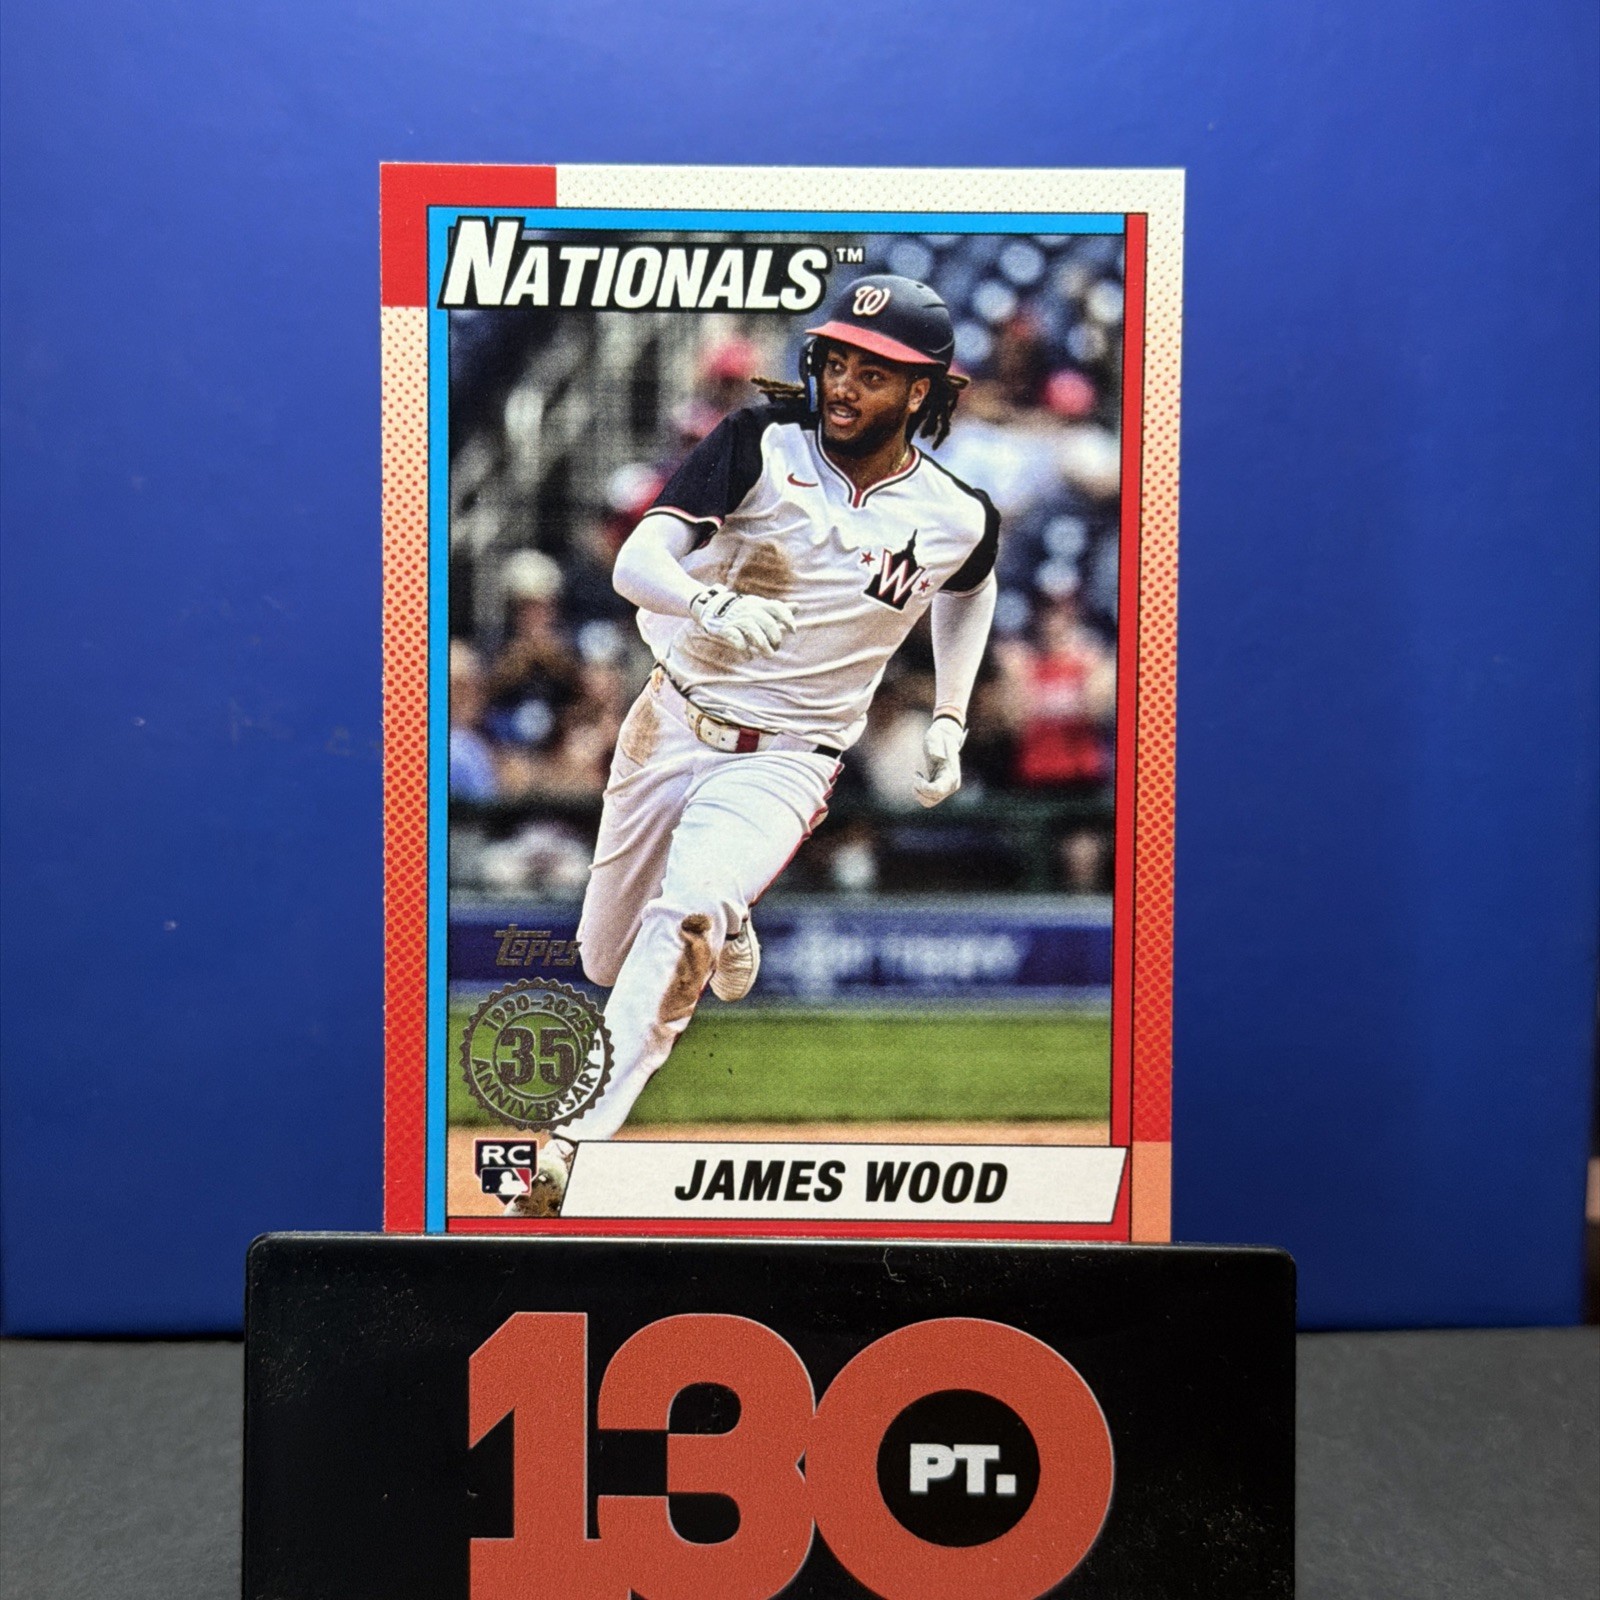 NATIONALS™
W
W
Topps
1990-2025
35
ANNIVERSARY
RC
JAMES WOOD
130
PT.